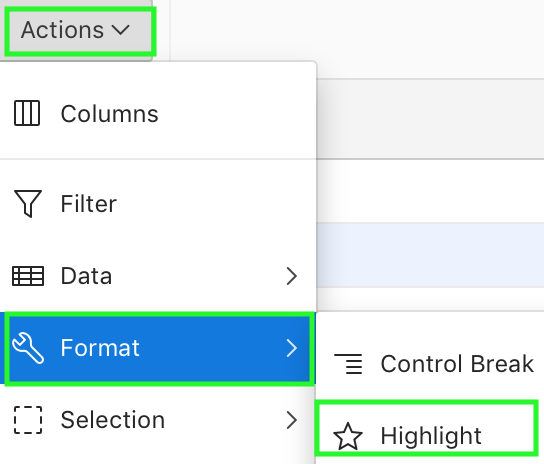 Actions
Columns
Filter
Data
Format
Control Break
Selection
Highlight